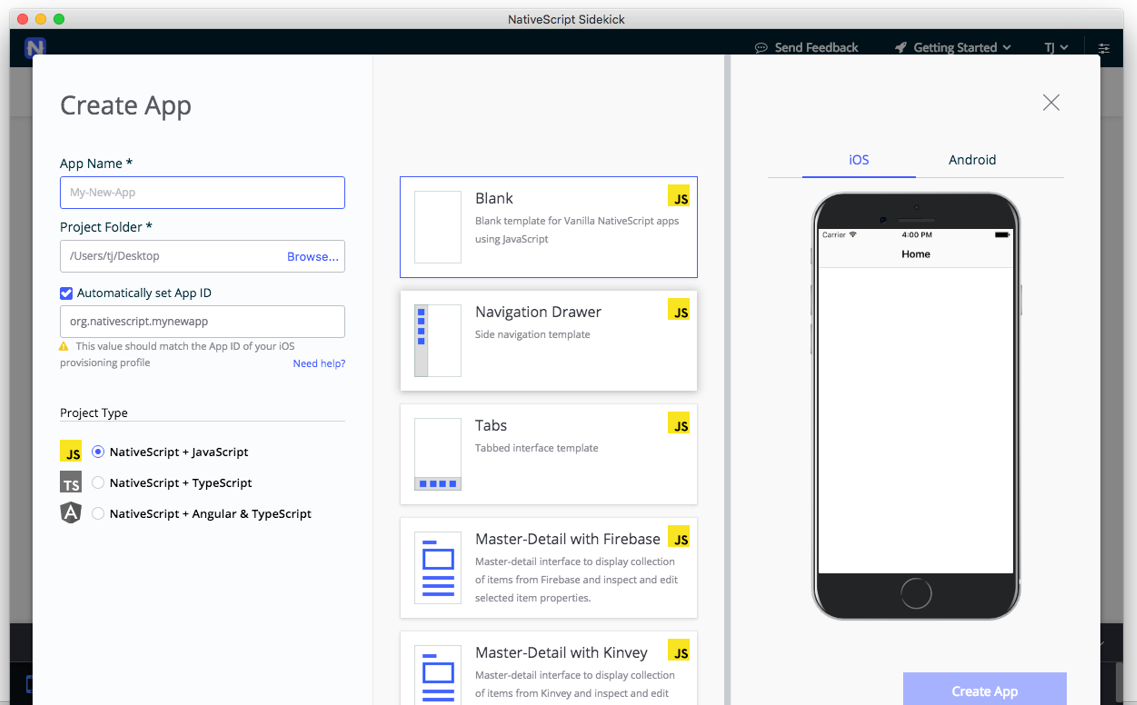 NativeScript Sidekick
N
Send Feedback
Getting Started
TJ
Create App
App Name *
My-New-App
Project Folder *
/Users/tj/Desktop
Browse...
Automatically set App ID
org.nativescript.mynewapp
This value should match the App ID of your iOS
provisioning profile
Need help?
Project Type
JS NativeScript + JavaScript
TS NativeScript + TypeScript
A NativeScript + Angular & TypeScript
Blank
JS
Blank template for Vanilla NativeScript apps
using JavaScript
Navigation Drawer
JS
Side navigation template
Tabs
JS
Tabbed interface template
Master-Detail with Firebase
JS
Master-detail interface to display collection
of items from Firebase and inspect and edit
selected item properties.
Master-Detail with Kinvey
JS
Master-detail interface to display collection
of items from Kinvey and inspect and edit
iOS
Android
Carrier
4:00 PM
Home
Create App